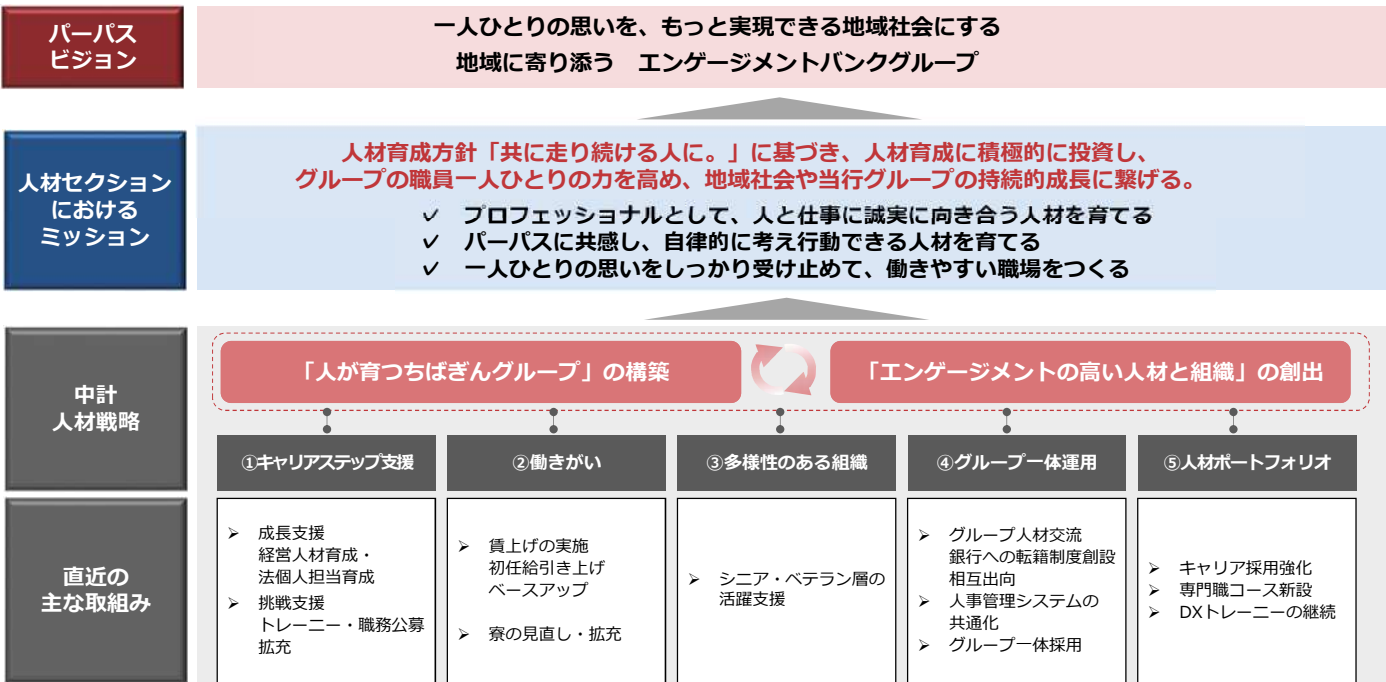 パーパス
ビジョン
一人ひとりの思いを、もっと実現できる地域社会にする
地域に寄り添う　エンゲージメントバンクグループ
人材セクション
における
ミッション
人材育成方針「共に走り続ける人に。」に基づき、人材育成に積極的に投資し、
グループの職員一人ひとりの力を高め、地域社会や当行グループの持続的成長に繋げる。
✓ プロフェッショナルとして、人と仕事に誠実に向き合う人材を育てる
✓ パーパスに共感し、自律的に考え行動できる人材を育てる
✓ 一人ひとりの思いをしっかり受け止めて、働きやすい職場をつくる
中計
人材戦略
「人が育つちばぎんグループ」の構築
「エンゲージメントの高い人材と組織」の創出
①キャリアステップ支援
②働きがい
③多様性のある組織
④グループ一体運用
⑤人材ポートフォリオ
直近の
主な取組み
➢ 成長支援
経営人材育成・
法個人担当育成
➢ 挑戦支援
トレーニー・職務公募
拡充
➢ 賃上げの実施
初任給引き上げ
ベースアップ
➢ 寮の見直し・拡充
➢ シニア・ベテラン層の
活躍支援
➢ グループ人材交流
銀行への転籍制度創設
相互出向
➢ 人事管理システムの
共通化
➢ グループ一体採用
➢ キャリア採用強化
➢ 専門職コース新設
➢ DXトレーニーの継続